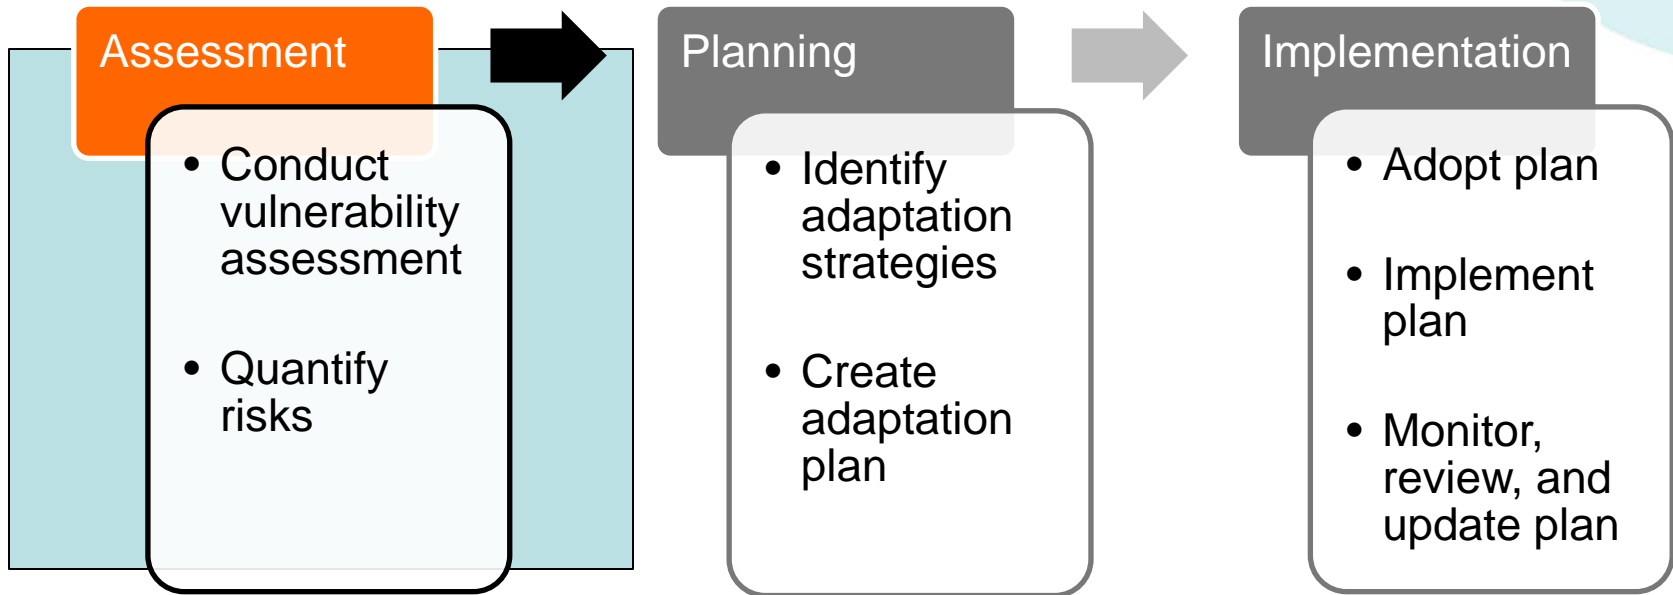 Assessment
• Conduct
vulnerability
assessment
• Quantify
risks
Planning
• Identify
adaptation
strategies
• Create
adaptation
plan
Implementation
• Adopt plan
• Implement
plan
• Monitor,
review, and
update plan